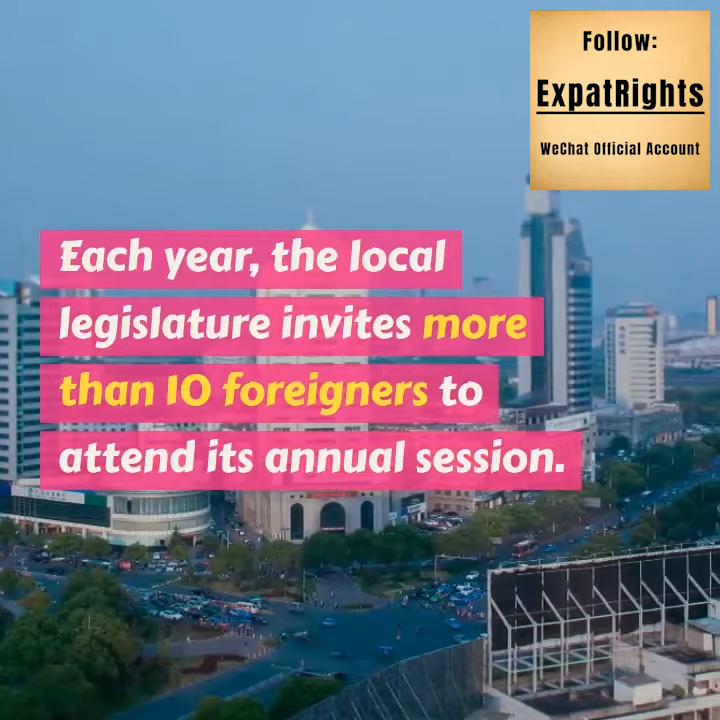 Follow:
ExpatRights
WeChat Official Account
Each year, the local
legislature invites more
than 10 foreigners to
attend its annual session.